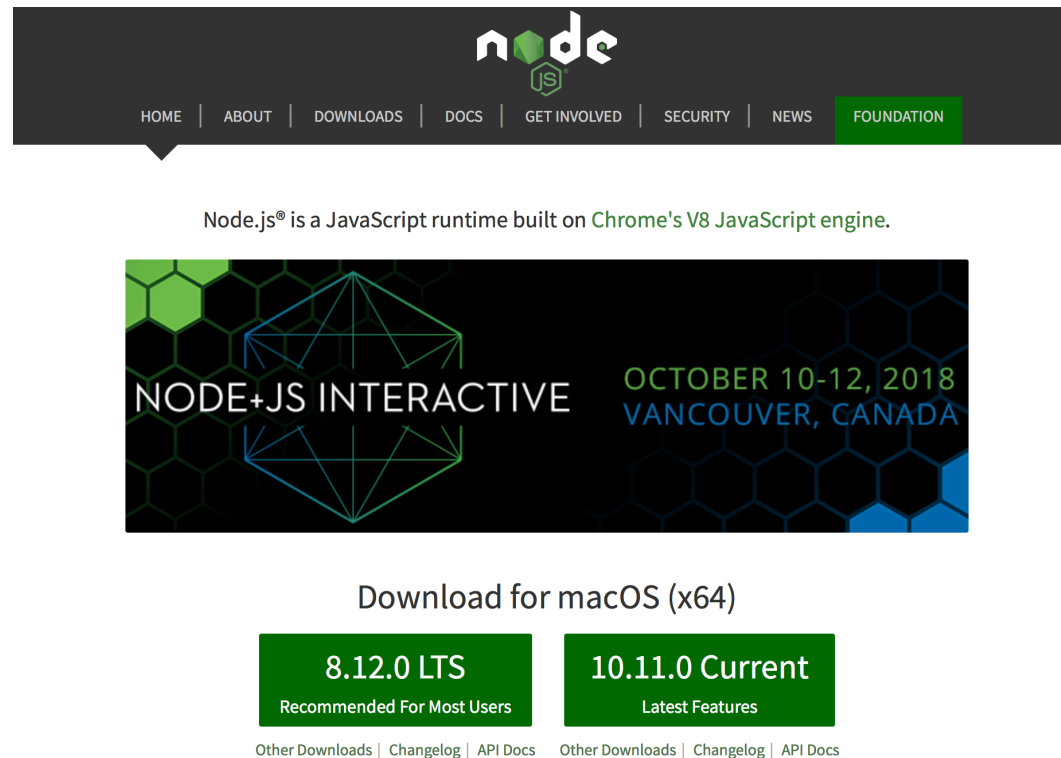 node
JS®
HOME | ABOUT | DOWNLOADS | DOCS | GET INVOLVED | SECURITY | NEWS FOUNDATION
Node.js® is a JavaScript runtime built on Chrome's V8 JavaScript engine.
NODE+JS INTERACTIVE
OCTOBER 10-12, 2018
VANCOUVER, CANADA
Download for macOS (x64)
8.12.0 LTS
Recommended For Most Users
10.11.0 Current
Latest Features
Other Downloads | Changelog | API Docs
Other Downloads | Changelog | API Docs